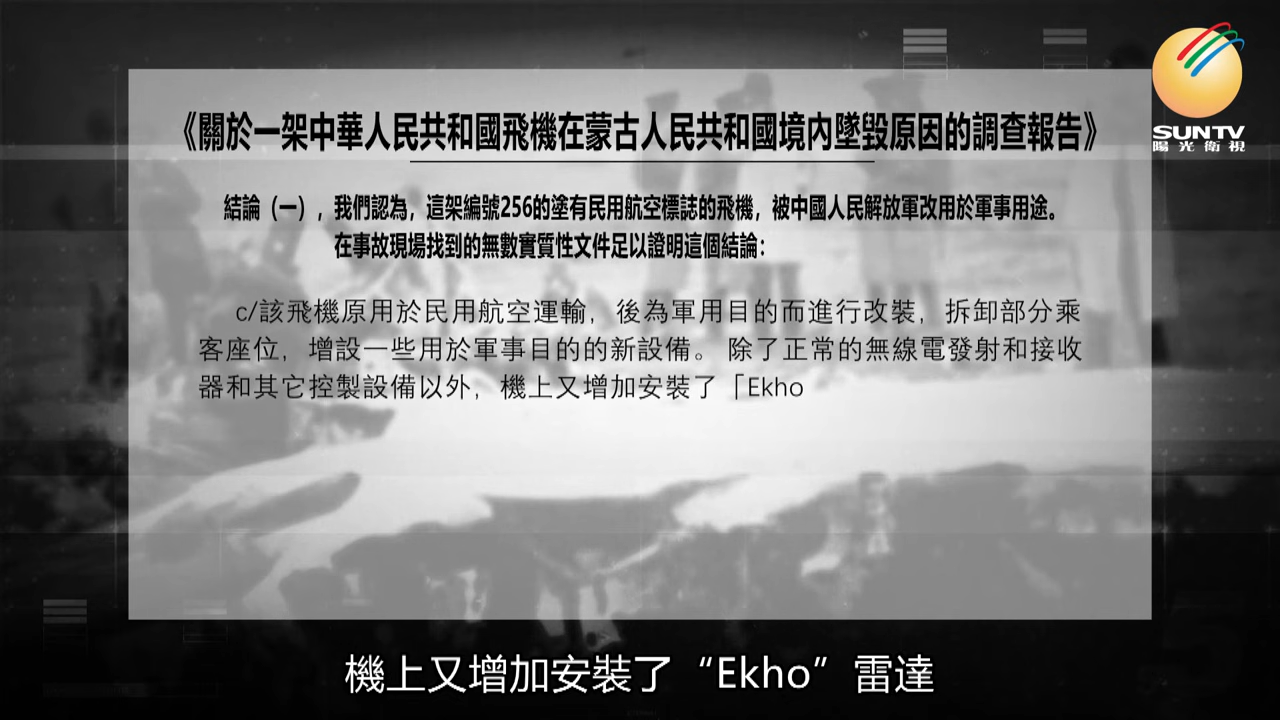 《關於一架中華人民共和國飛機在蒙古人民共和國境內墜毀原因的調查報告》
SUNTV
陽光衛視
結論（一），我們認為，這架編號256的塗有民用航空標誌的飛機，被中國人民解放軍改用於軍事用途。
在事故現場找到的無數實質性文件足以證明這個結論：
c/該飛機原用於民用航空運輸，後為軍用目的而進行改裝，拆卸部分乘
客座位，增設一些用於軍事目的的新設備。除了正常的無線電發射和接收
器和其它控製設備以外，機上又增加安裝了「Ekho
機上又增加安裝了“Ekho”雷達